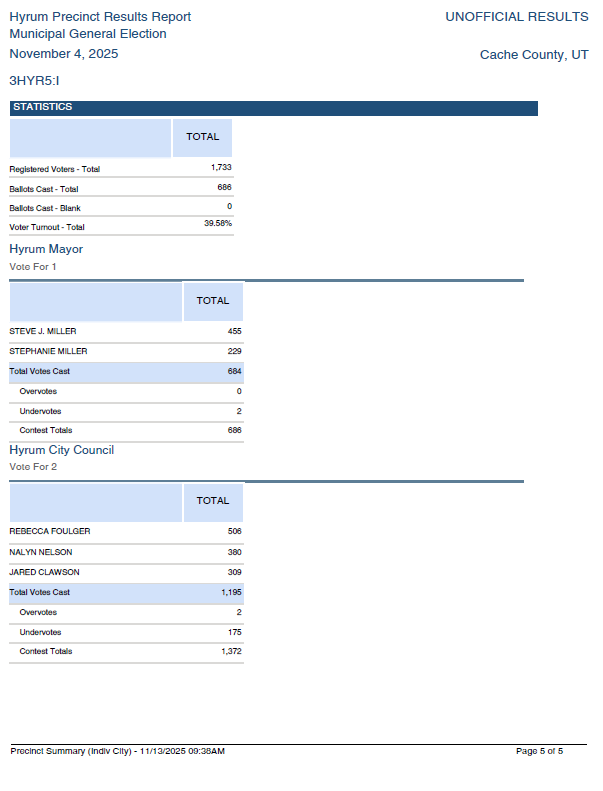 Hyrum Precinct Results Report UNOFFICIAL RESULTS
Municipal General Election
November 4, 2025 Cache County, UT
3HYR5:I
STATISTICS
TOTAL
Registered Voters - Total 1,733
Ballots Cast - Total 686
Ballots Cast - Blank 0
Voter Turnout - Total 39.58%
Hyrum Mayor
Vote For 1
TOTAL
STEVE J. MILLER 455
STEPHANIE MILLER 229
Total Votes Cast 684
Overvotes 0
Undervotes 2
Contest Totals 686
Hyrum City Council
Vote For 2
TOTAL
REBECCA FOULGER 506
NALYN NELSON 380
JARED CLAWSON 309
Total Votes Cast 1,195
Overvotes 2
Undervotes 175
Contest Totals 1,372
Precinct Summary (Indiv City) - 11/13/2025 09:38AM Page 5 of 5